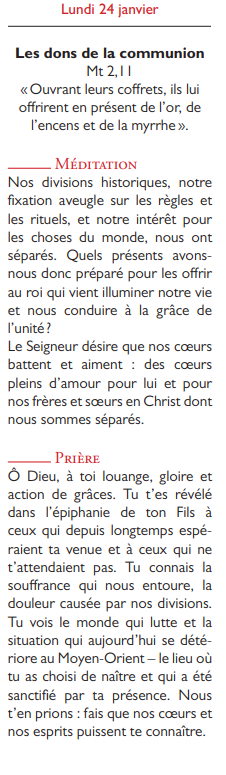 Lundi 24 janvier
Les dons de la communion
Mt 2,11
« Ouvrant leurs coffrets, ils lui
offrirent en présent de l’or, de
l’encens et de la myrrhe ».
Méditation
Nos divisions historiques, notre
fixation aveugle sur les règles et
les rituels, et notre intérêt pour
les choses du monde, nous ont
séparés. Quels présents avons-
nous donc préparé pour les offrir
au roi qui vient illuminer notre vie
et nous conduire à la grâce de
l’unité ?
Le Seigneur désire que nos cœurs
battent et aiment : des cœurs
pleins d’amour pour lui et pour
nos frères et sœurs en Christ dont
nous sommes séparés.
Prière
Ô Dieu, à toi louange, gloire et
action de grâces. Tu t’es révélé
dans l’épiphanie de ton Fils à
ceux qui depuis longtemps espé-
raient ta venue et à ceux qui ne
t’attendaient pas. Tu connais la
souffrance qui nous entoure, la
douleur causée par nos divisions.
Tu vois le monde qui lutte et la
situation qui aujourd’hui se dété-
riore au Moyen-Orient – le lieu où
tu as choisi de naître et qui a été
sanctifié par ta présence. Nous
t’en prions : fais que nos cœurs et
nos esprits puissent te connaître.